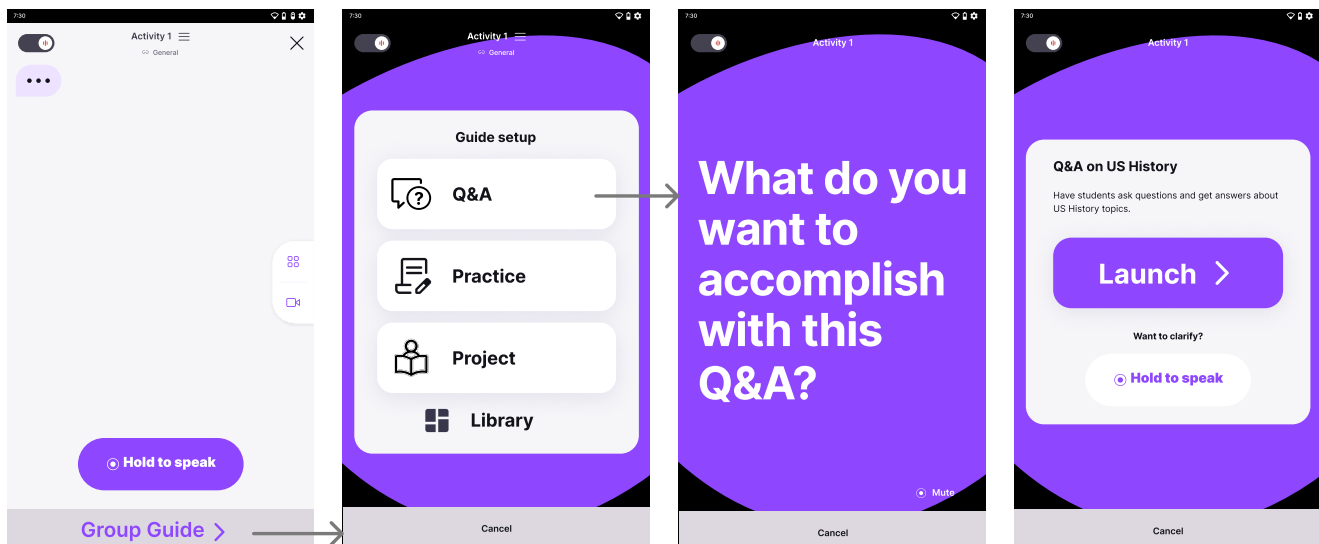 7:30
Activity 1
General
•••
Hold to speak
Group Guide
7:30
Activity 1
General
Guide setup
Q&A
Practice
Project
Library
Cancel
7:30
Activity 1
What do you
want to
accomplish
with this
Q&A?
Mute
Cancel
7:30
Activity 1
Q&A on US History
Have students ask questions and get answers about
US History topics.
Launch
Want to clarify?
Hold to speak
Cancel